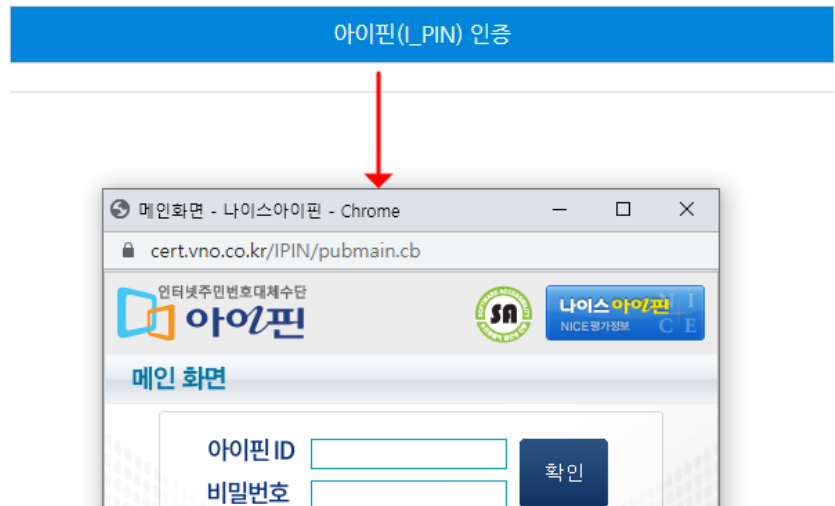 아이핀(I_PIN) 인증
메인화면 - 나이스아이핀 - Chrome
cert.vno.co.kr/IPIN/pubmain.cb
인터넷주민번호대체수단
아이핀
SA
나이스아이핀
NICE평가정보
NICE
메인 화면
아이핀 ID
확인
비밀번호